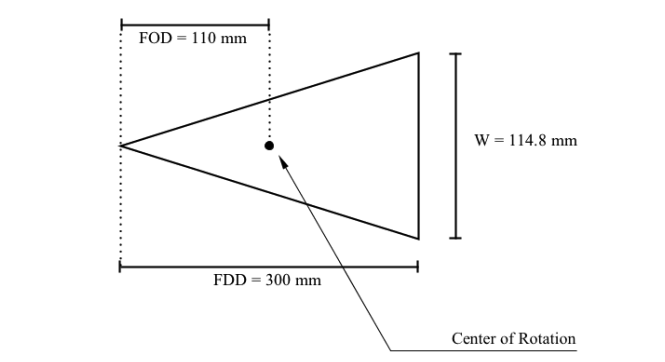 FOD = 110 mm
W = 114.8 mm
FDD = 300 mm
Center of Rotation